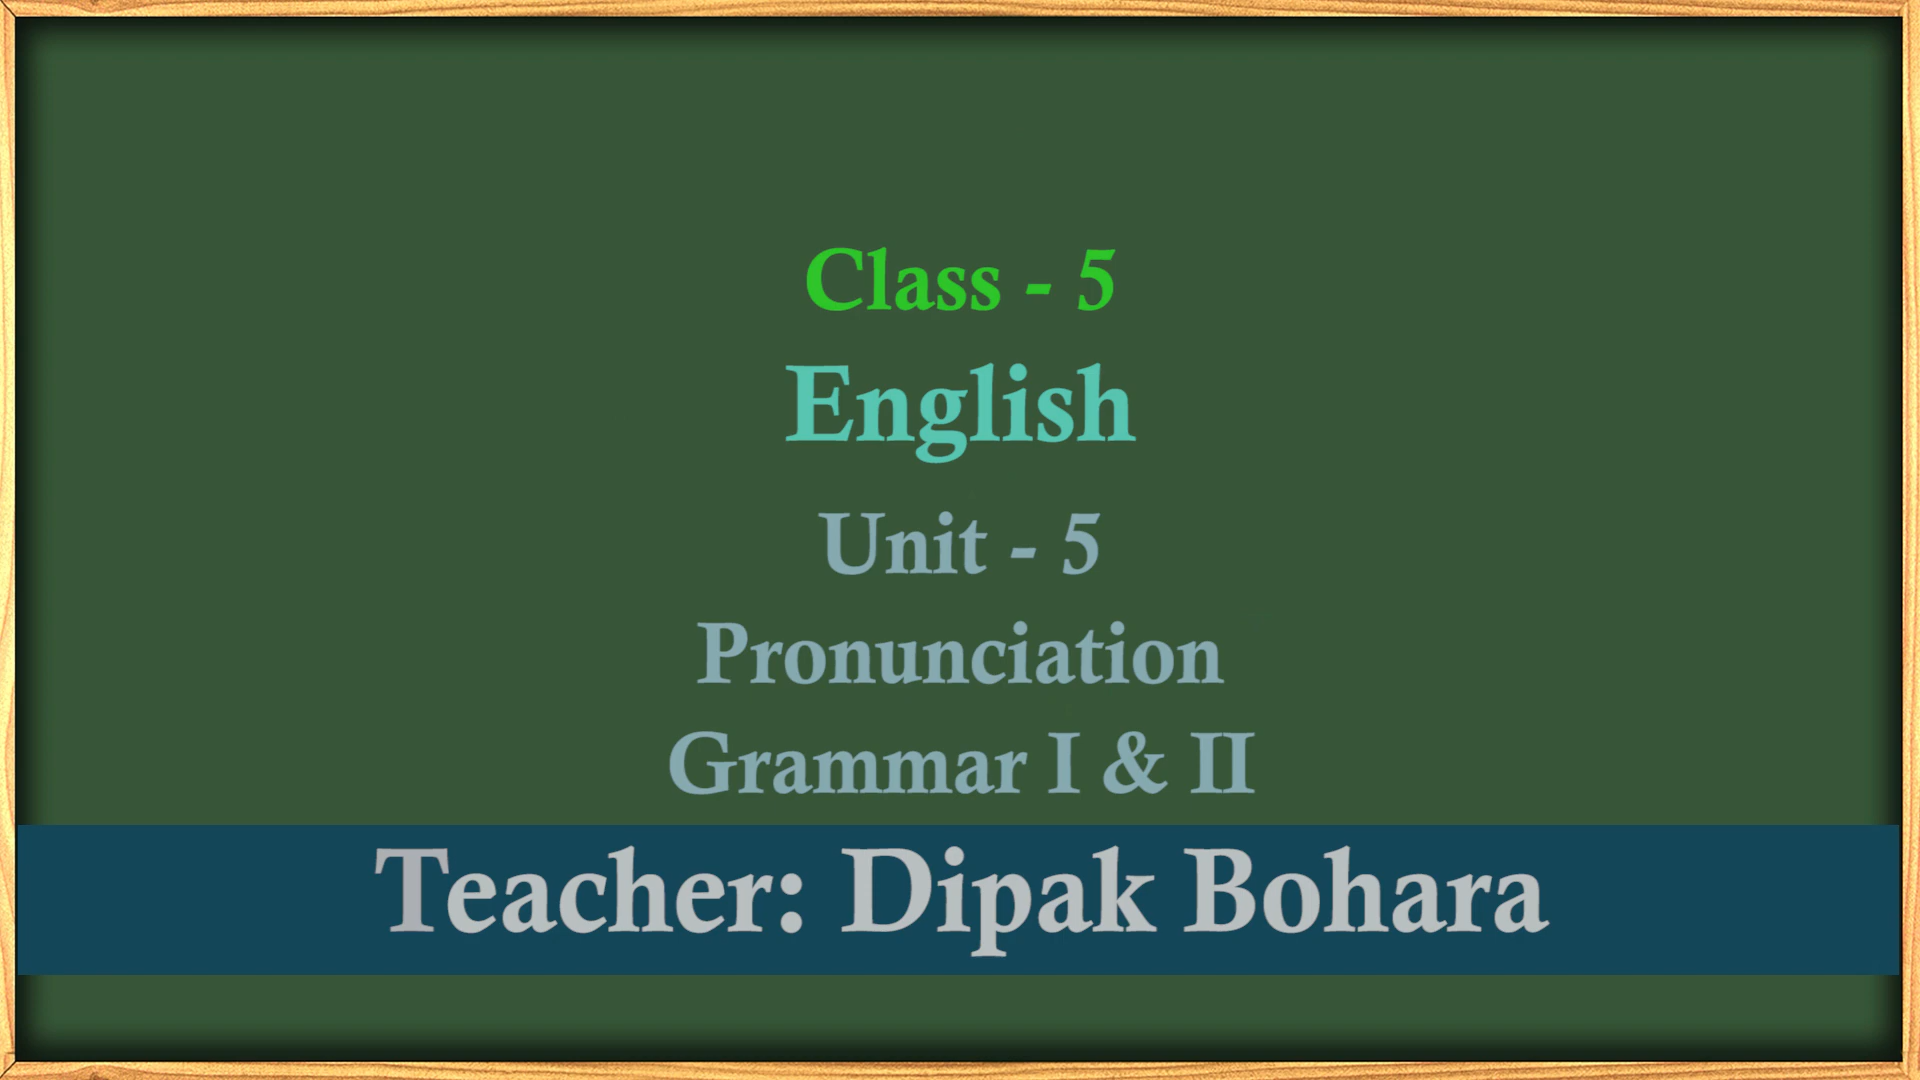 Class - 5
English
Unit - 5
Pronunciation
Grammar I & II
Teacher: Dipak Bohara